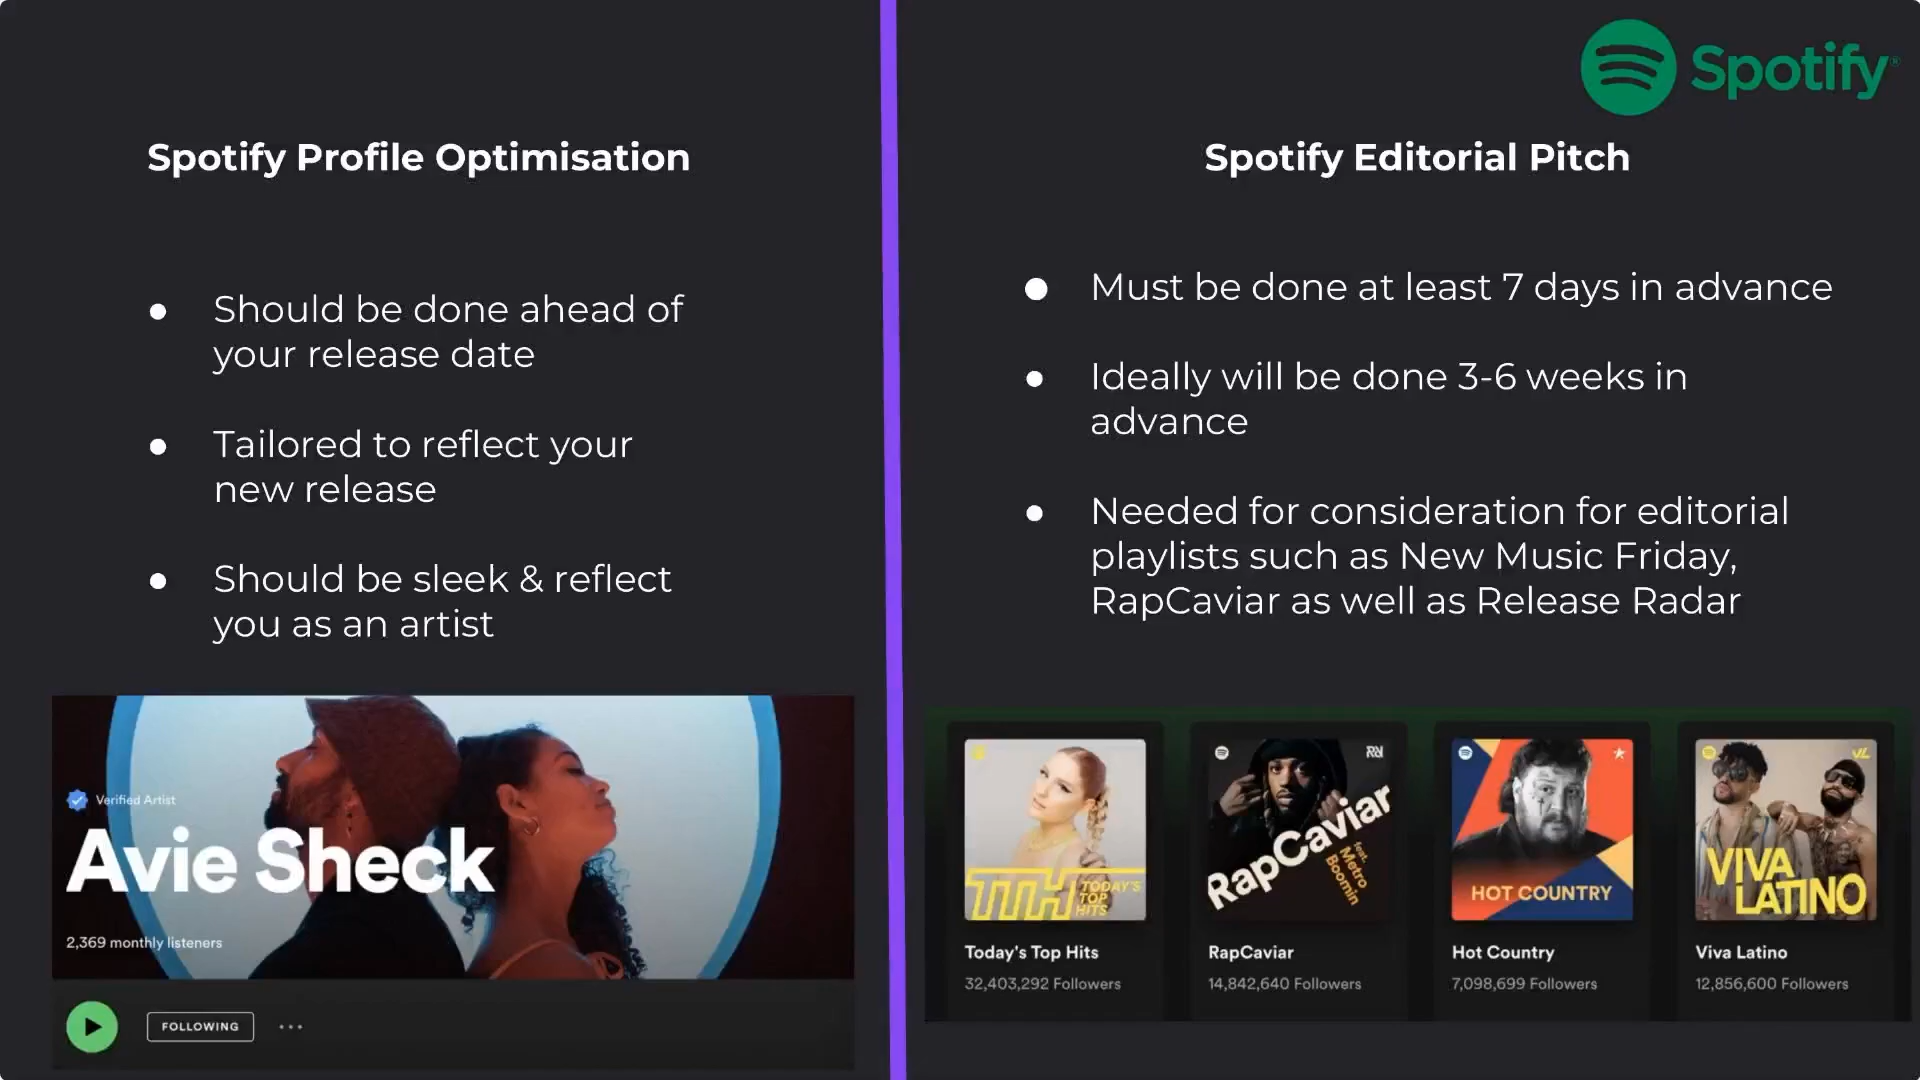 Spotify®
Spotify Profile Optimisation
● Should be done ahead of
your release date
● Tailored to reflect your
new release
● Should be sleek & reflect
you as an artist
Verified Artist
Avie Sheck
2,369 monthly listeners
FOLLOWING
Spotify Editorial Pitch
● Must be done at least 7 days in advance
● Ideally will be done 3-6 weeks in
advance
● Needed for consideration for editorial
playlists such as New Music Friday,
RapCaviar as well as Release Radar
TTH TODAY'S
TOP
HITS
Today's Top Hits
32,403,292 Followers
RapCaviar
feat.
Metro
Boomin
RapCaviar
14,842,640 Followers
HOT COUNTRY
Hot Country
7,098,699 Followers
VL
VIVA
LATINO
Viva Latino
12,856,600 Followers